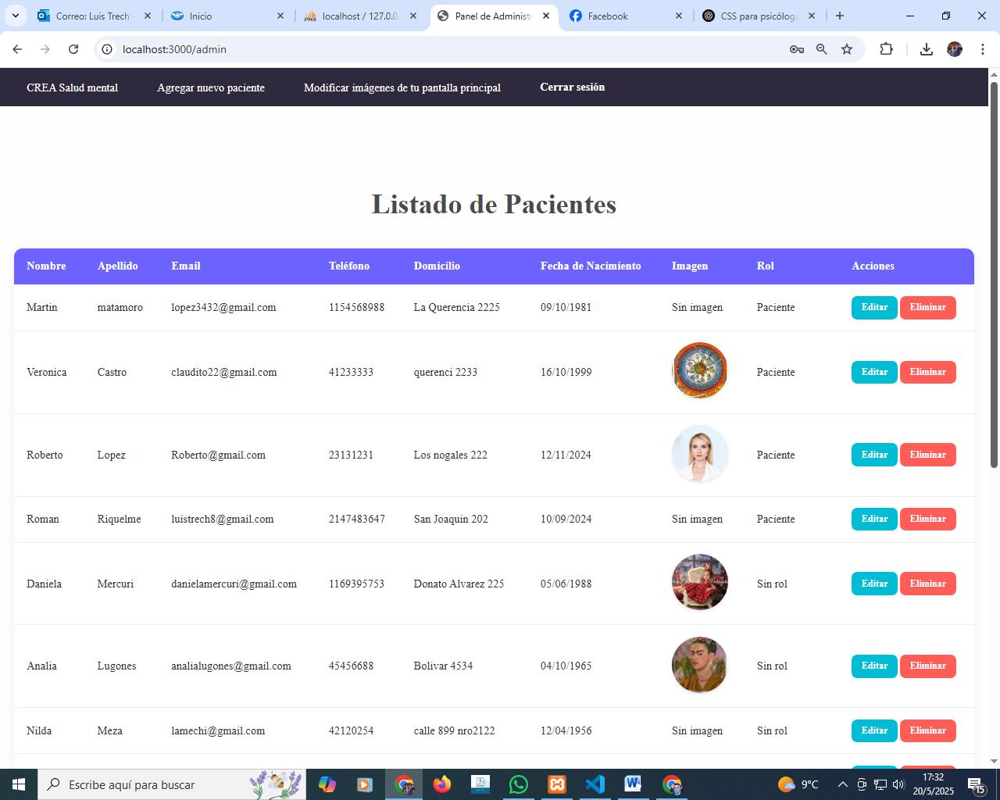 Correo: Luis Trech
Inicio
localhost / 127.0.0.
Panel de Administr
Facebook
CSS para psicóloga
localhost:3000/admin
CREA Salud mental Agregar nuevo paciente Modificar imágenes de tu pantalla principal Cerrar sesión
Listado de Pacientes
Nombre Apellido Email Teléfono Domicilio Fecha de Nacimiento Imagen Rol Acciones
Martin matamoro lopez3432@gmail.com 1154568988 La Querencia 2225 09/10/1981 Sin imagen Paciente Editar Eliminar
Veronica Castro claudito22@gmail.com 41233333 querenci 2233 16/10/1999 Paciente Editar Eliminar
Roberto Lopez Roberto@gmail.com 23131231 Los nogales 222 12/11/2024 Paciente Editar Eliminar
Roman Riquelme luistrech8@gmail.com 2147483647 San Joaquin 202 10/09/2024 Sin imagen Paciente Editar Eliminar
Daniela Mercuri danielamercuri@gmail.com 1169395753 Donato Alvarez 225 05/06/1988 Sin rol Editar Eliminar
Analia Lugones analialugones@gmail.com 45456688 Bolivar 4534 04/10/1965 Sin rol Editar Eliminar
Nilda Meza lamechi@gmail.com 42120254 calle 899 nro2122 12/04/1956 Sin imagen Sin rol Editar Eliminar
Escribe aquí para buscar
9°C
17:32
20/5/2025
15